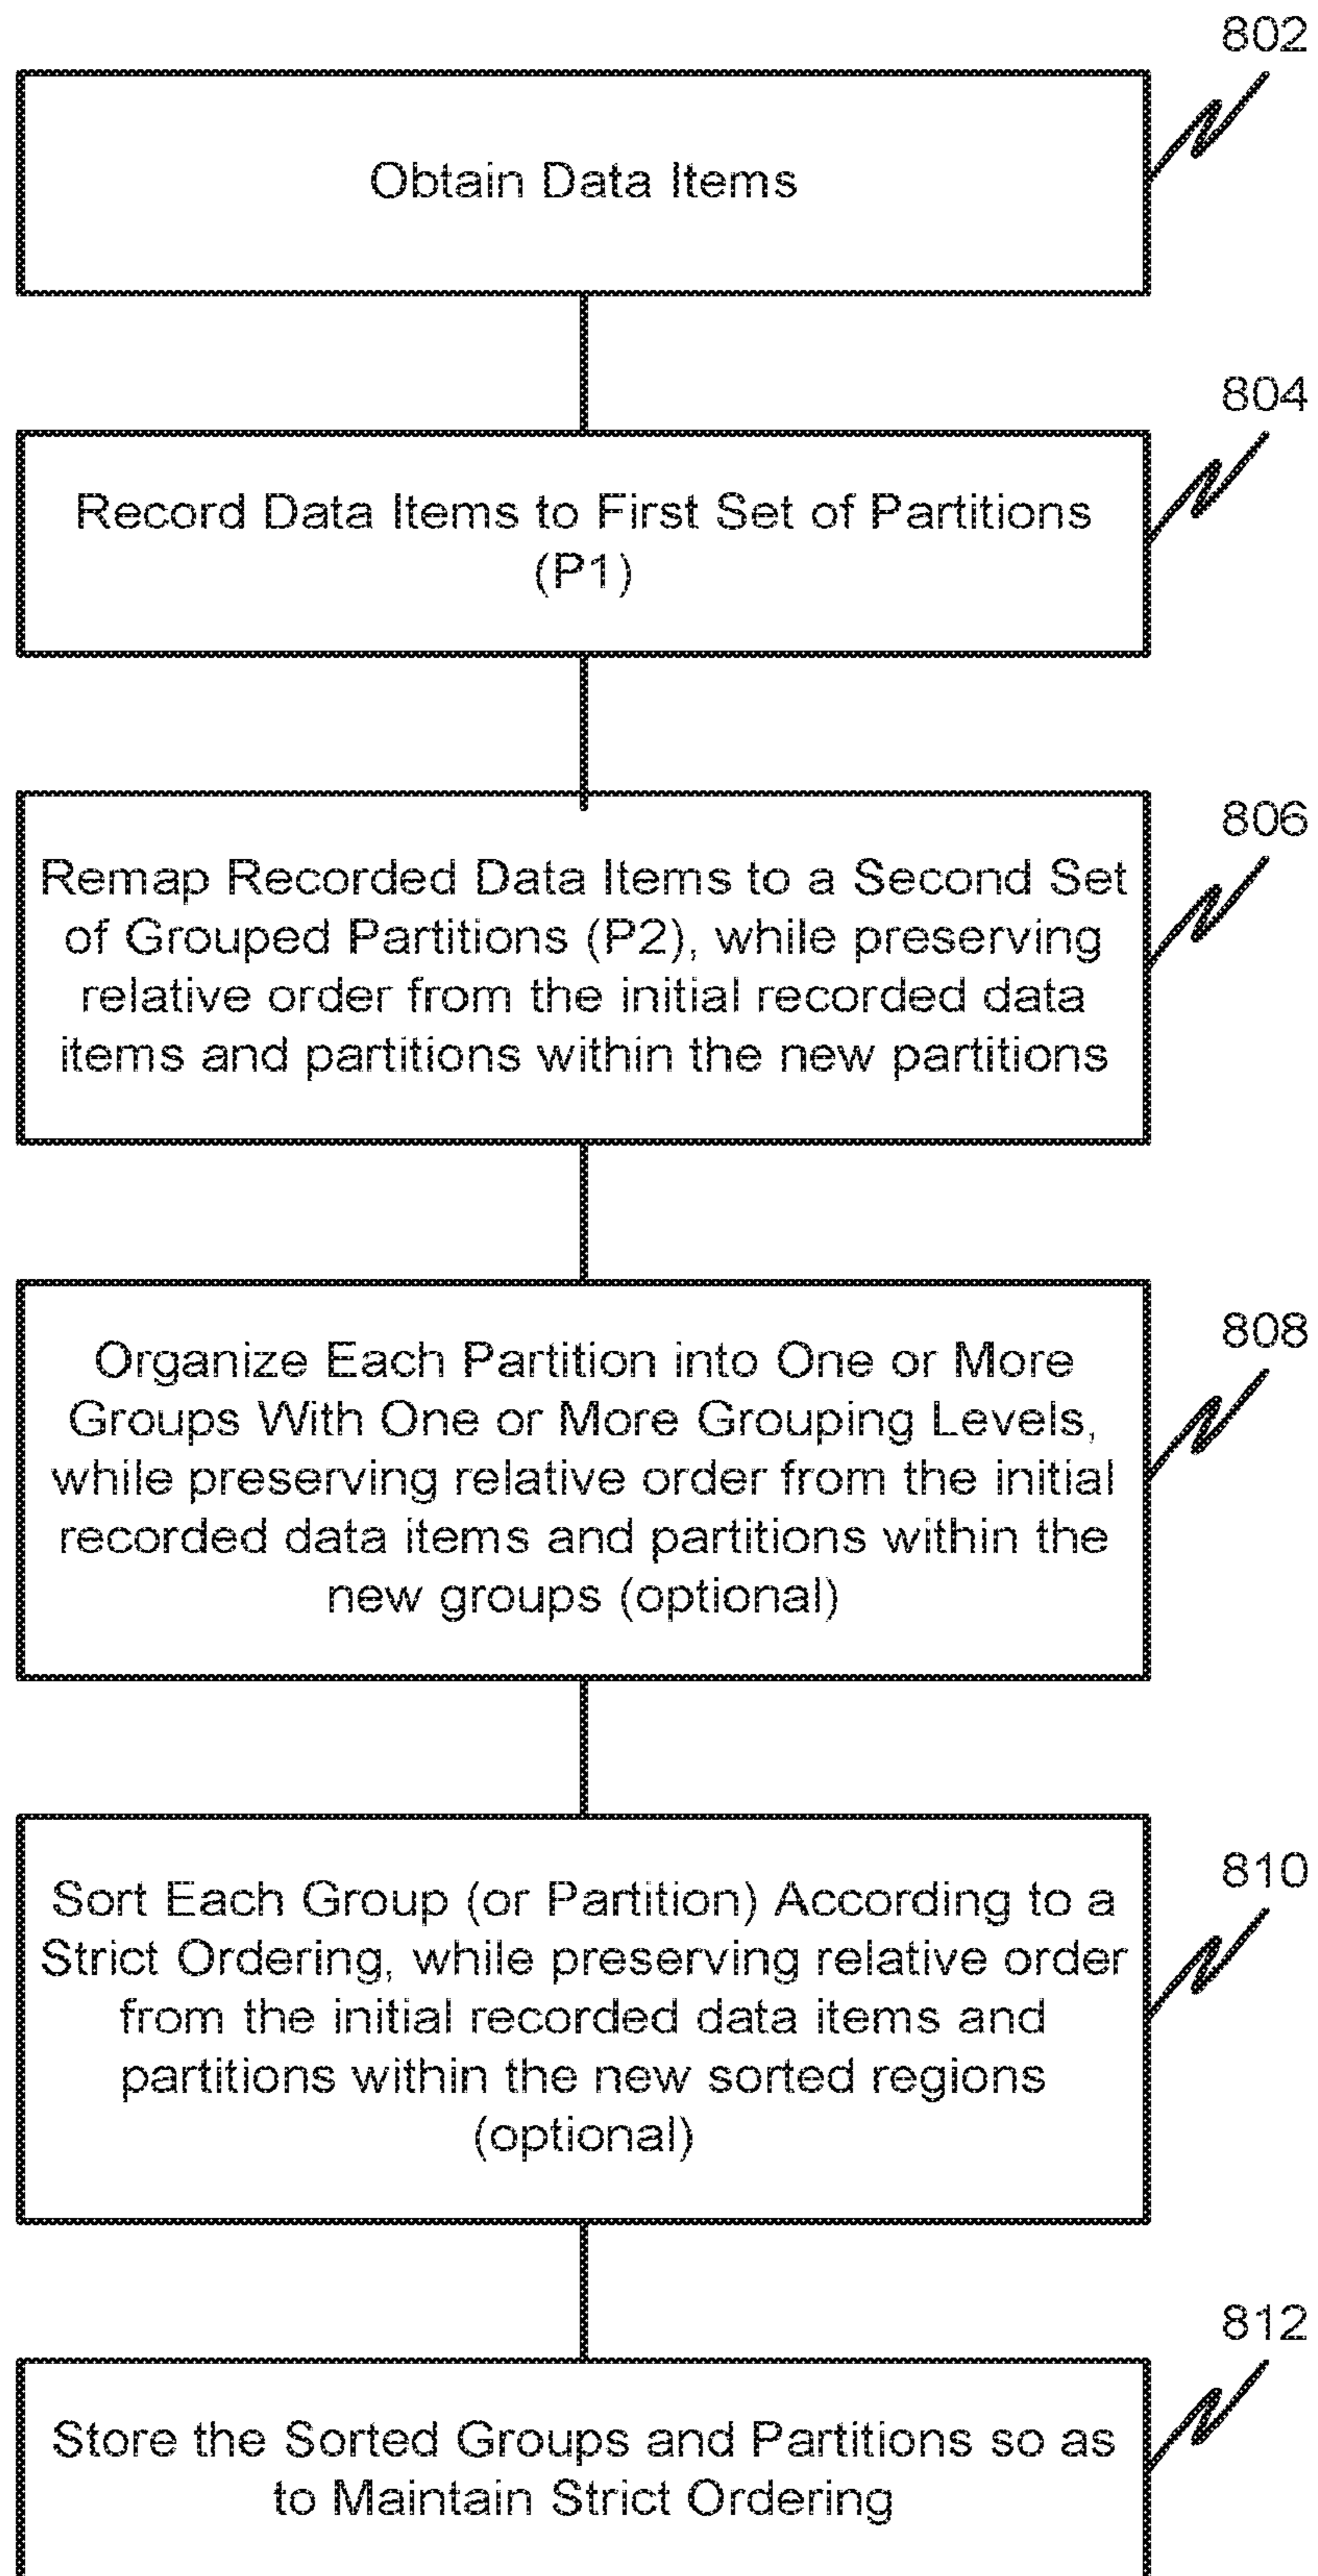 802
Obtain Data Items
804
Record Data Items to First Set of Partitions
(P1)
806
Remap Recorded Data Items to a Second Set
of Grouped Partitions (P2), while preserving
relative order from the initial recorded data
items and partitions within the new partitions
808
Organize Each Partition into One or More
Groups With One or More Grouping Levels,
while preserving relative order from the initial
recorded data items and partitions within the
new groups (optional)
810
Sort Each Group (or Partition) According to a
Strict Ordering, while preserving relative order
from the initial recorded data items and
partitions within the new sorted regions
(optional)
812
Store the Sorted Groups and Partitions so as
to Maintain Strict Ordering